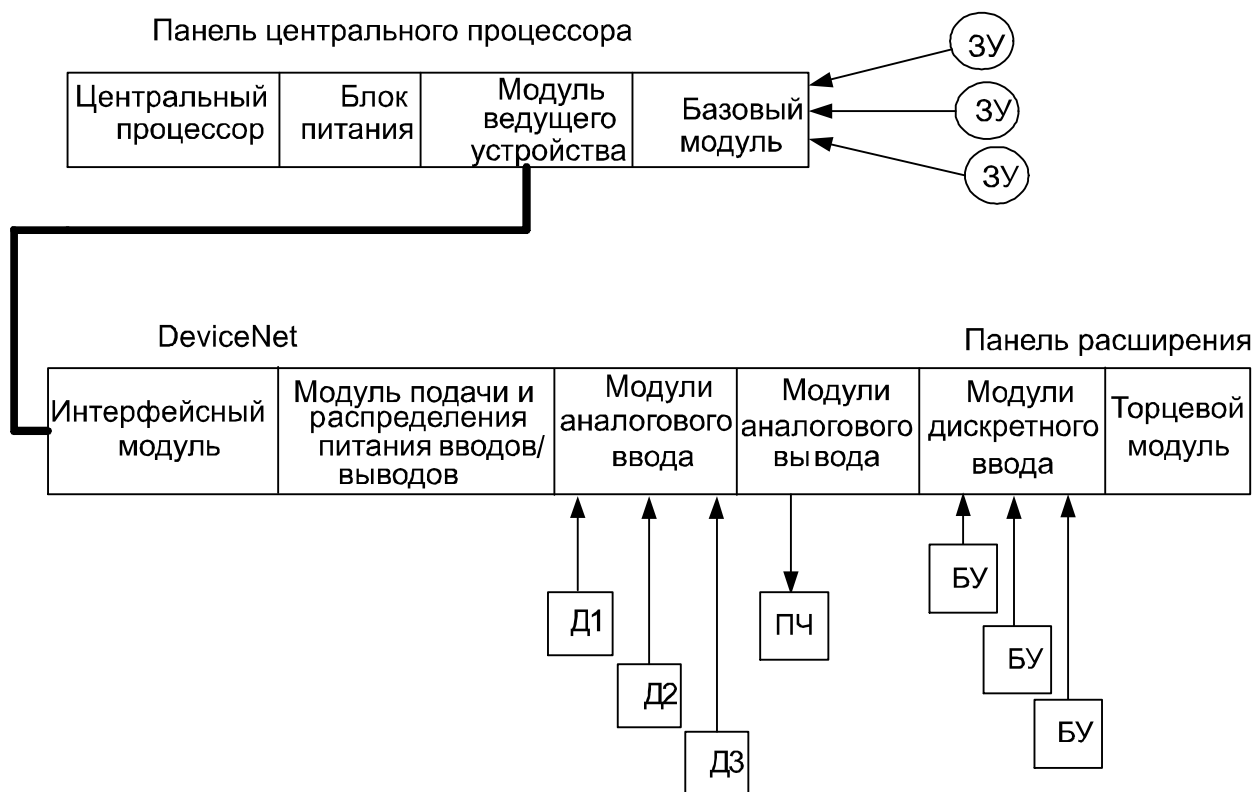 Панель центрального процессора
ЗУ
ЗУ
ЗУ
Центральный
процессор
Блок
питания
Модуль
ведущего
устройства
Базовый
модуль
DeviceNet
Панель расширения
Интерфейсный
модуль
Модуль подачи и
распределения
питания вводов/
выводов
Модули
аналогового
ввода
Модули
аналогового
вывода
Модули
дискретного
ввода
Торцевой
модуль
Д1
Д2
Д3
ПЧ
БУ
БУ
БУ